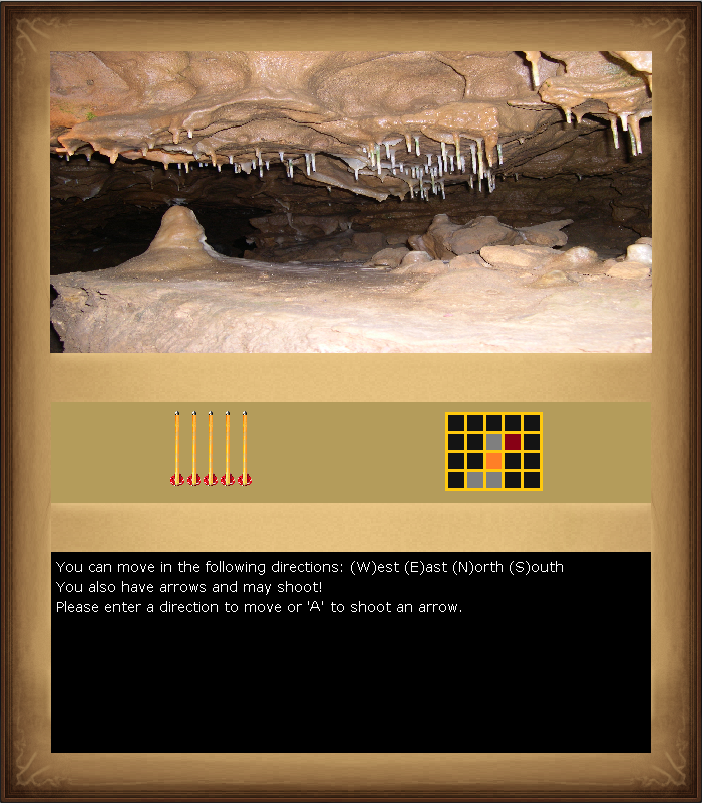 You can move in the following directions: (W)est (E)ast (N)orth (S)outh
You also have arrows and may shoot!
Please enter a direction to move or 'A' to shoot an arrow.